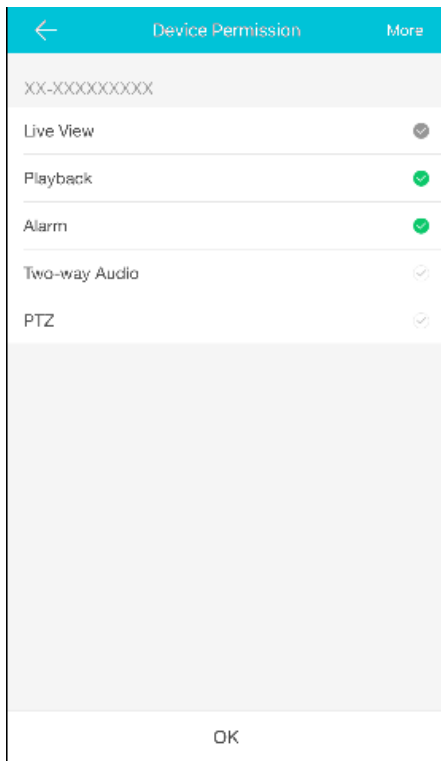 Device Permission More
XX-XXXXXXXXX
Live View
Playback
Alarm
Two-way Audio
PTZ
OK